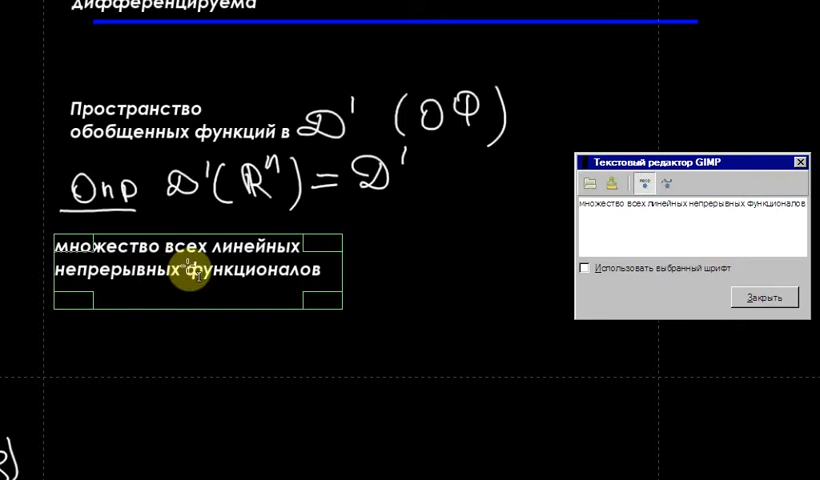 дифференцируема
Пространство
обобщенных функций в D' (ОФ)
Опр D'(ℝⁿ) = D'
множество всех линейных
непрерывных функционалов
Текстовый редактор GIMP
множество всех линейных непрерывных функционалов
Использовать выбранный шрифт
Закрыть